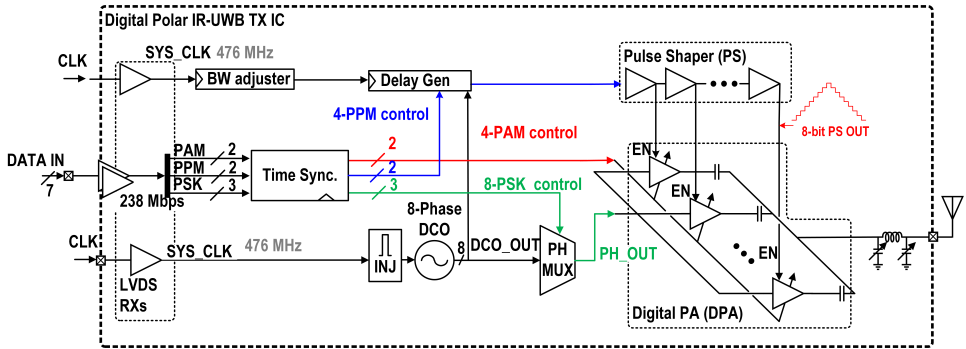 Digital Polar IR-UWB TX IC
CLK
SYS_CLK 476 MHz
BW adjuster
Delay Gen
Pulse Shaper (PS)
8-bit PS OUT
4-PPM control
4-PAM control
DATA IN
7
238 Mbps
PAM 2
PPM 2
PSK 3
Time Sync.
2
2
3
8-PSK_control
EN
EN
EN
8-Phase
DCO
CLK
SYS_CLK 476 MHz
LVDS
RXs
INJ
8
DCO_OUT
PH
MUX
PH_OUT
Digital PA (DPA)